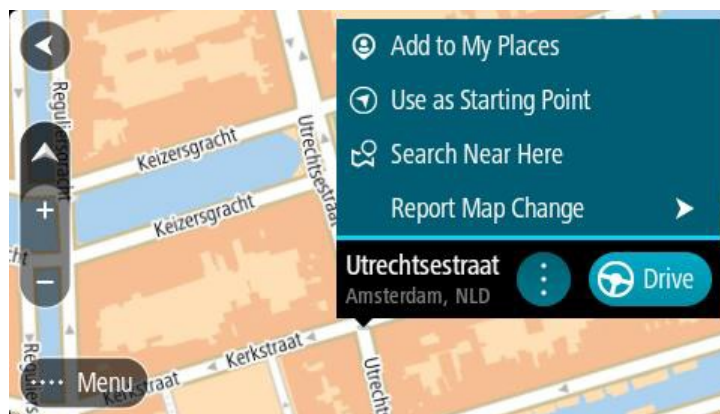 Add to My Places
Use as Starting Point
Search Near Here
Report Map Change
Utrechtsestraat
Amsterdam, NLD
Drive
Reguliersgracht
Keizersgracht
Utrechtsestraat
Keizersgracht
+
−
Kerkstraat
Kerkstraat
Menu